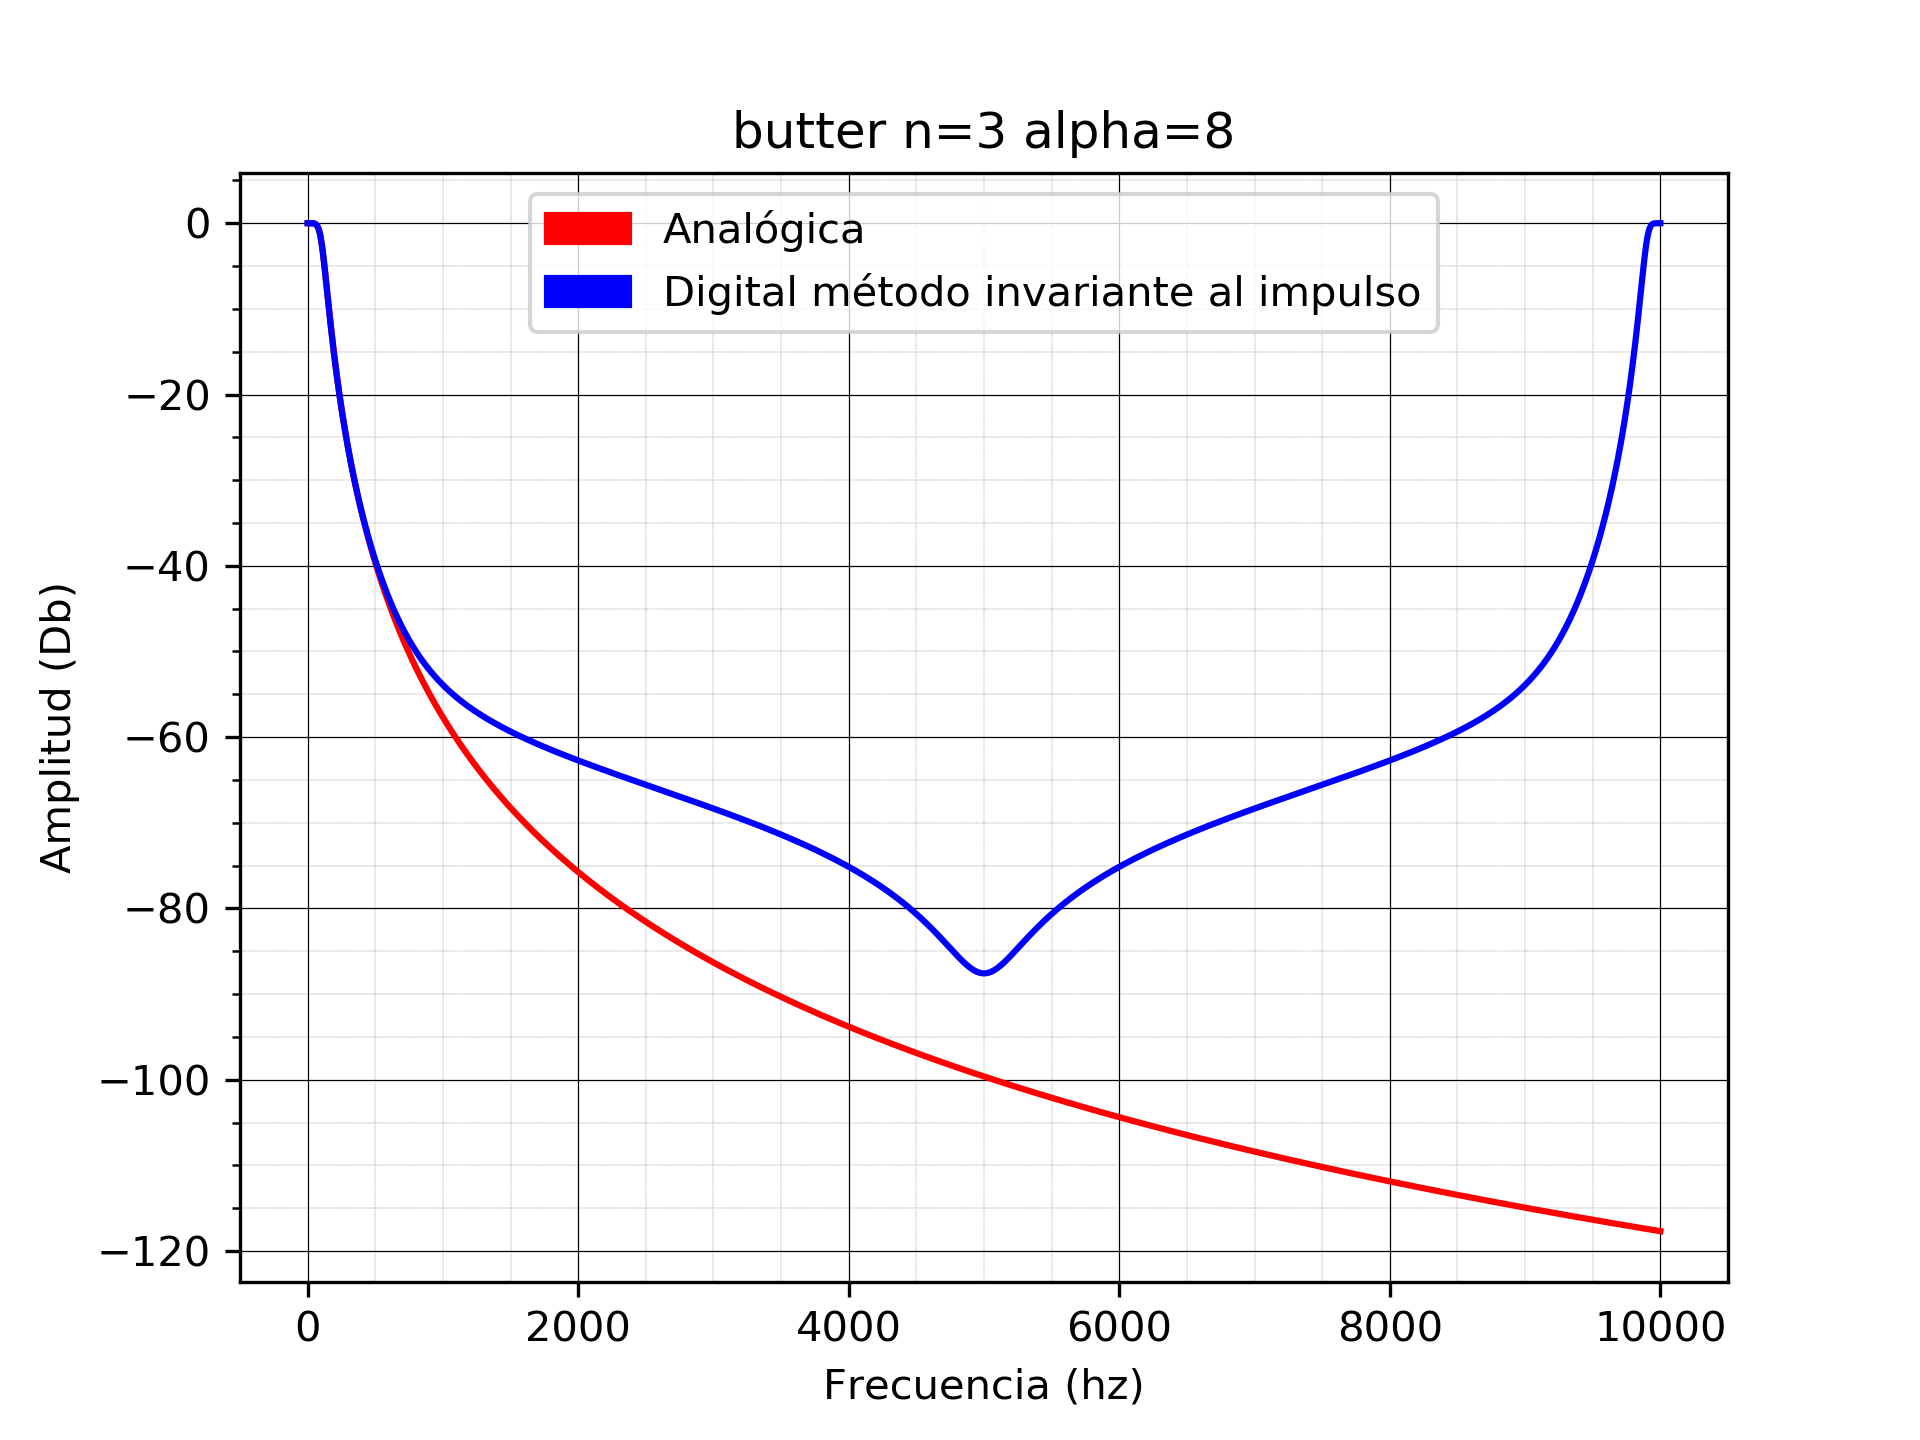 butter n=3 alpha=8
Analógica
Digital método invariante al impulso
0
−20
−40
−60
−80
−100
−120
Amplitud (Db)
0 2000 4000 6000 8000 10000
Frecuencia (hz)